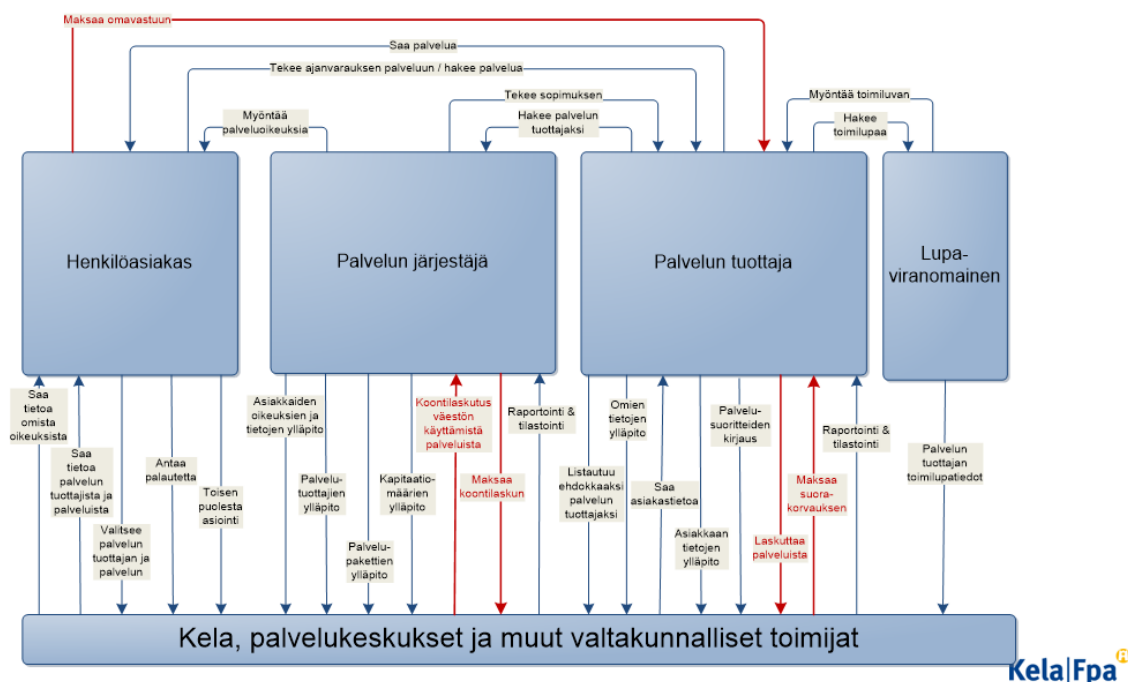 Maksaa omavastuun
Saa palvelua
Tekee ajanvarauksen palveluun / hakee palvelua
Tekee sopimuksen
Myöntää toimiluvan
Myöntää
palveluoikeuksia
Hakee palvelun
tuottajaksi
Hakee
toimilupaa
Henkilöasiakas
Palvelun järjestäjä
Palvelun tuottaja
Lupa-
viranomainen
Saa
tietoa
omista
oikeuksista
Saa
tietoa
palvelun
tuottajista ja
palveluista
Valitsee
palvelun
tuottajan ja
palvelun
Antaa
palautetta
Toisen
puolesta
asiointi
Asiakkaiden
oikeuksien ja
tietojen ylläpito
Palvelu-
tuottajien
ylläpito
Palvelu-
pakettien
ylläpito
Kapitaatio-
määrien
ylläpito
Koontilaskutus
väestön
käyttämistä
palveluista
Maksaa
koontilaskun
Raportointi &
tilastointi
Listautuu
ehdokkaaksi
palvelun
tuottajaksi
Omien
tietojen
ylläpito
Saa
asiakastietoa
Asiakkaan
tietojen
ylläpito
Palvelu-
suoritteiden
kirjaus
Laskuttaa
palveluista
Maksaa
suora-
korvauksen
Raportointi &
tilastointi
Palvelun
tuottajan
toimilupatiedot
Kela, palvelukeskukset ja muut valtakunnalliset toimijat
Kela|Fpa